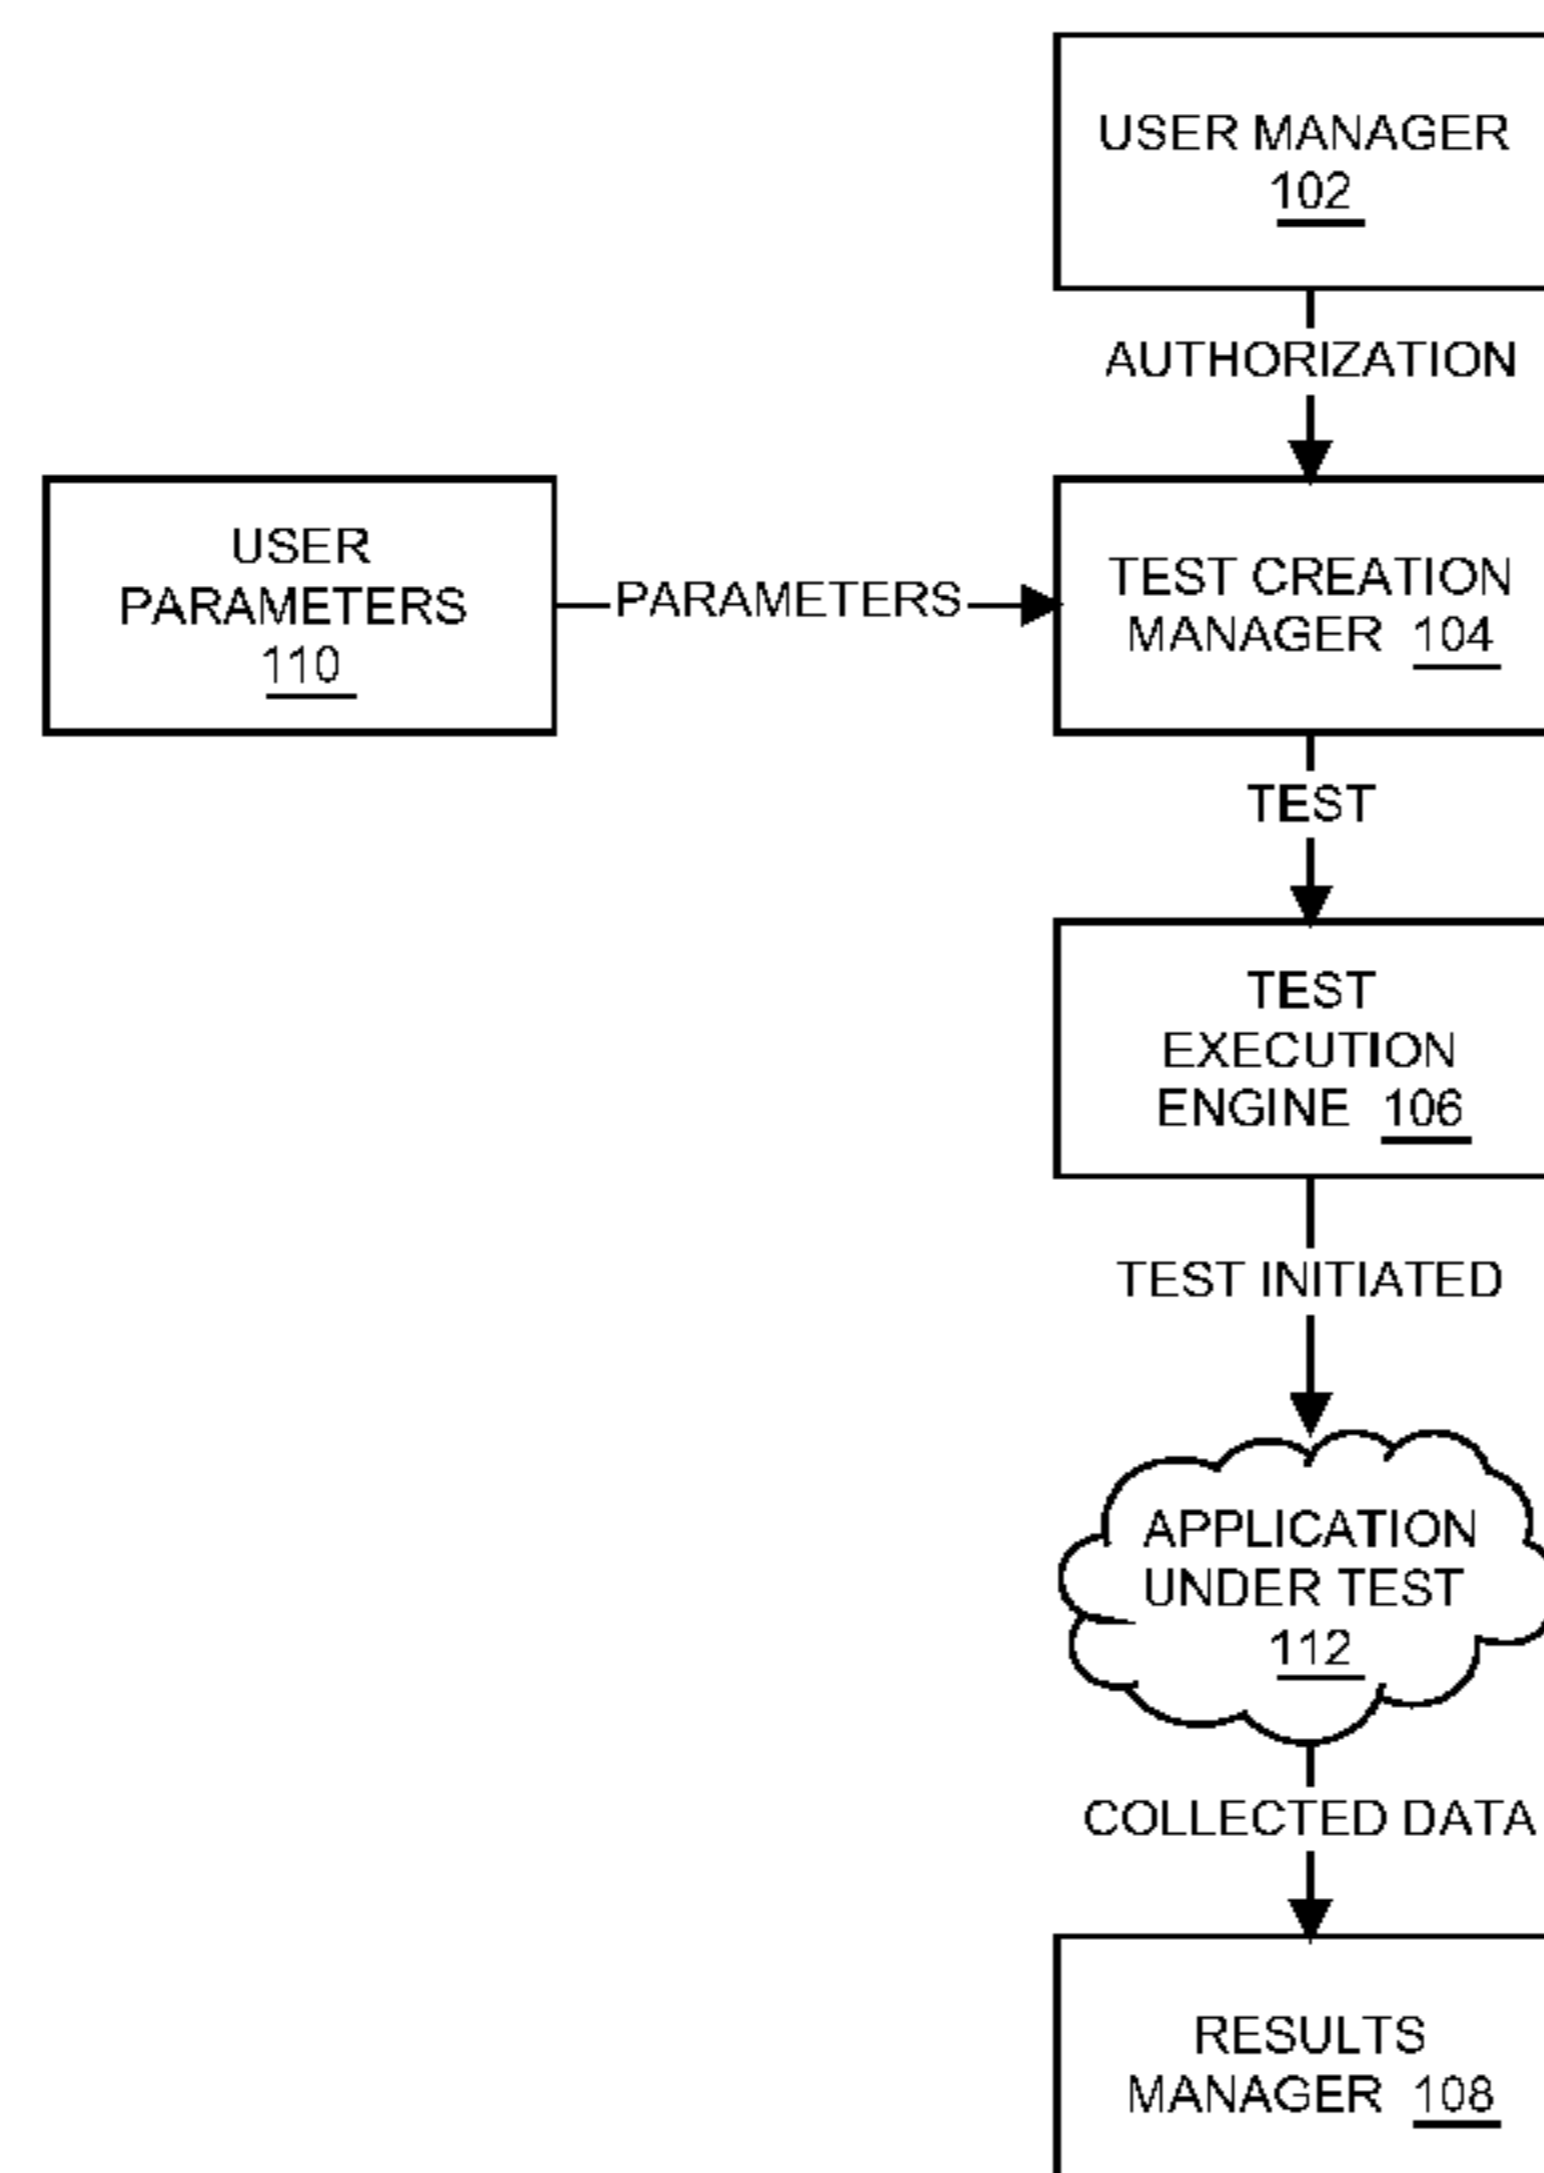 USER MANAGER
102
AUTHORIZATION
USER
PARAMETERS
110
PARAMETERS
TEST CREATION
MANAGER 104
TEST
TEST
EXECUTION
ENGINE 106
TEST INITIATED
APPLICATION
UNDER TEST
112
COLLECTED DATA
RESULTS
MANAGER 108